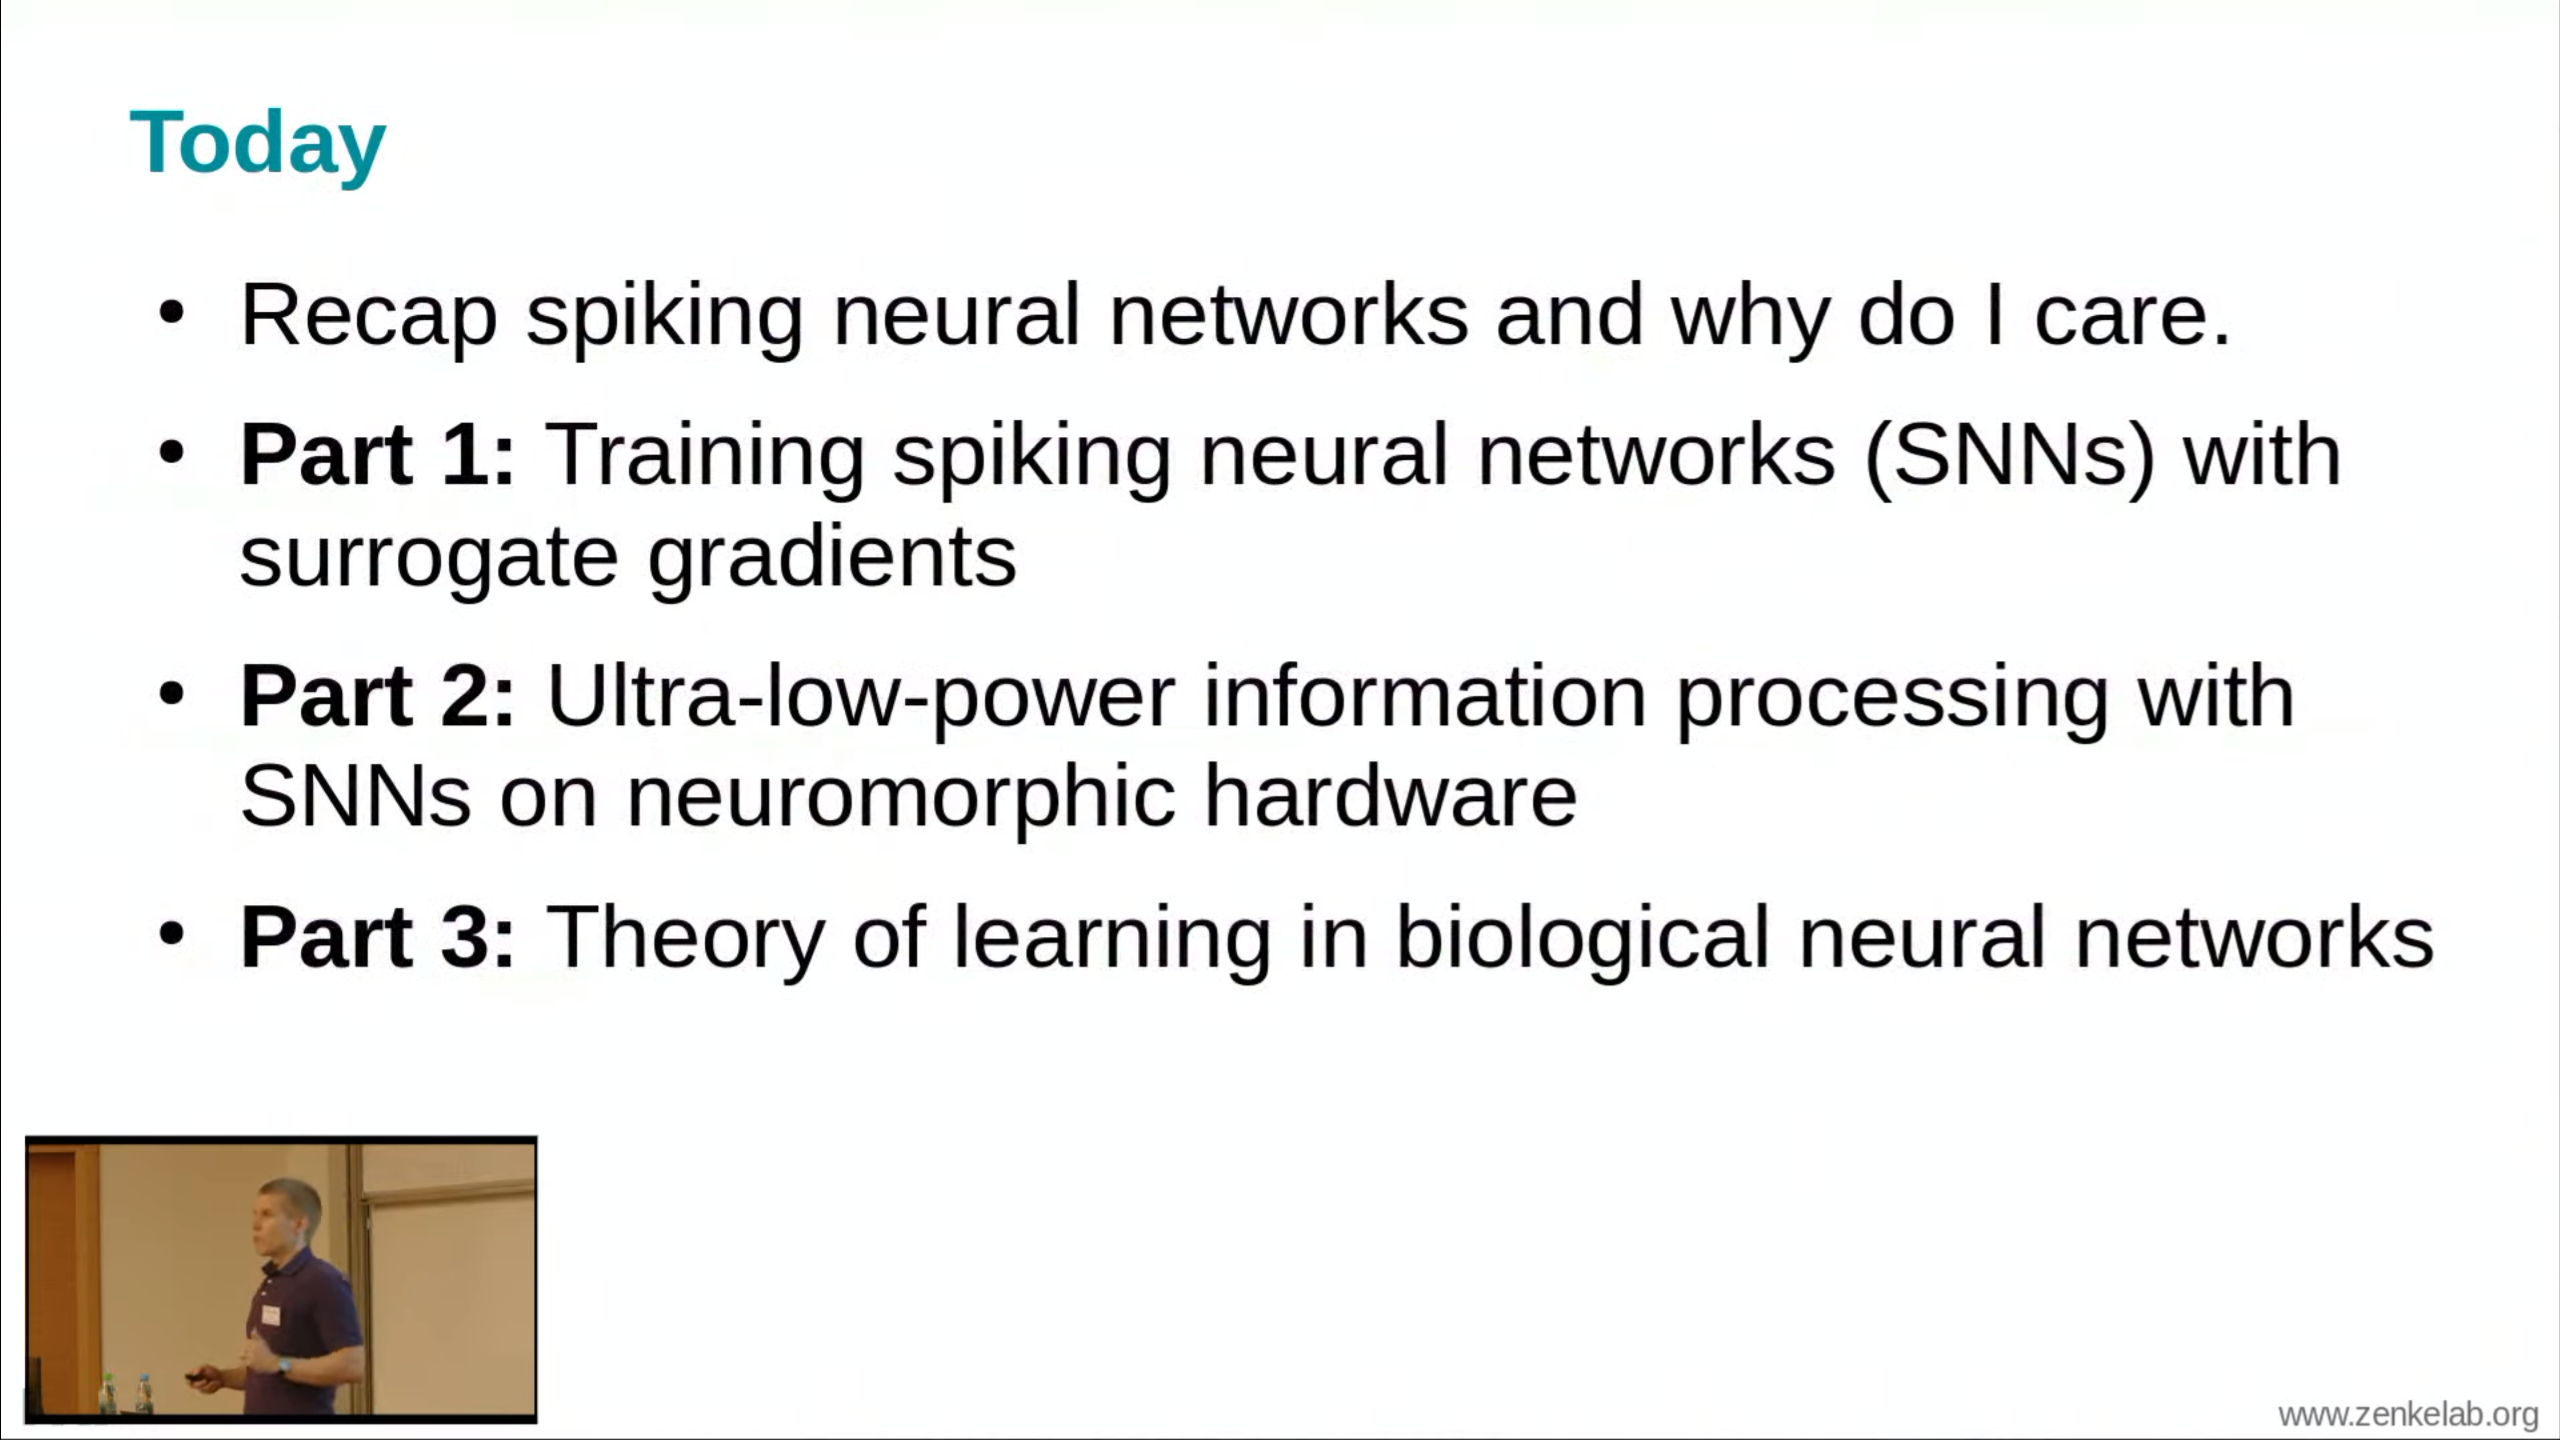 Today
• Recap spiking neural networks and why do I care.
• Part 1: Training spiking neural networks (SNNs) with
surrogate gradients
• Part 2: Ultra-low-power information processing with
SNNs on neuromorphic hardware
• Part 3: Theory of learning in biological neural networks
www.zenkelab.org